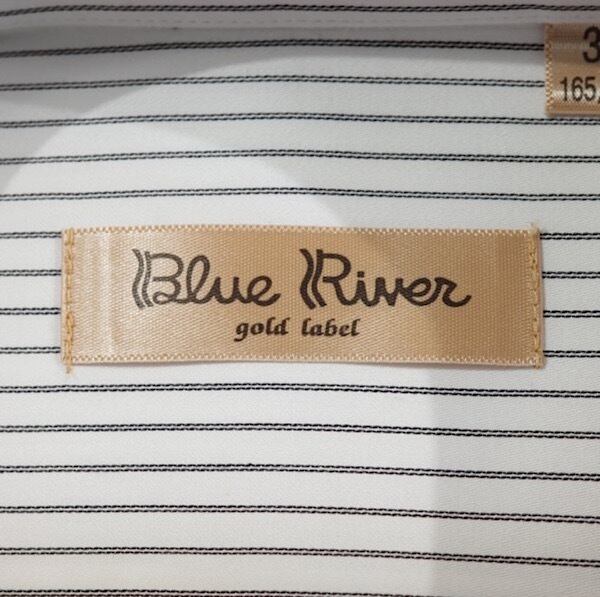 3
165,
Blue River
gold label